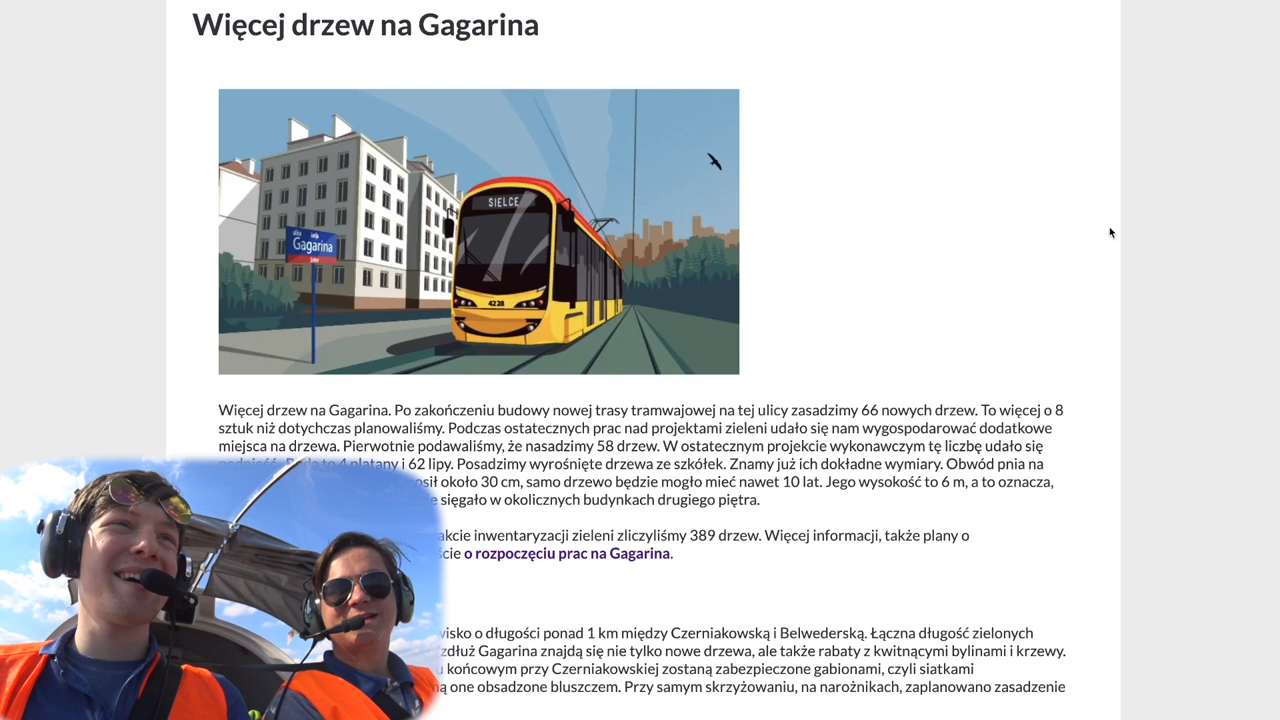 Więcej drzew na Gagarina
SIELCE
ulica
Gagarina
4228
Więcej drzew na Gagarina. Po zakończeniu budowy nowej trasy tramwajowej na tej ulicy zasadzimy 66 nowych drzew. To więcej o 8
sztuk niż dotychczas planowaliśmy. Podczas ostatecznych prac nad projektami zieleni udało się nam wygospodarować dodatkowe
miejsca na drzewa. Pierwotnie podawaliśmy, że nasadzimy 58 drzew. W ostatecznym projekcie wykonawczym tę liczbę udało się
i 62 lipy. Posadzimy wyrośnięte drzewa ze szkółek. Znamy już ich dokładne wymiary. Obwód pnia na
około 30 cm, samo drzewo będzie mogło mieć nawet 10 lat. Jego wysokość to 6 m, a to oznacza,
sięgało w okolicznych budynkach drugiego piętra.
inwentaryzacji zieleni zliczyliśmy 389 drzew. Więcej informacji, także plany o
o rozpoczęciu prac na Gagarina.
o długości ponad 1 km między Czerniakowską i Belwederską. Łączna długość zielonych
Gagarina znajdą się nie tylko nowe drzewa, ale także rabaty z kwitnącymi bylinami i krzewy.
końcowym przy Czerniakowskiej zostaną zabezpieczone gabionami, czyli siatkami
one obsadzone bluszczem. Przy samym skrzyżowaniu, na narożnikach, zaplanowano zasadzenie